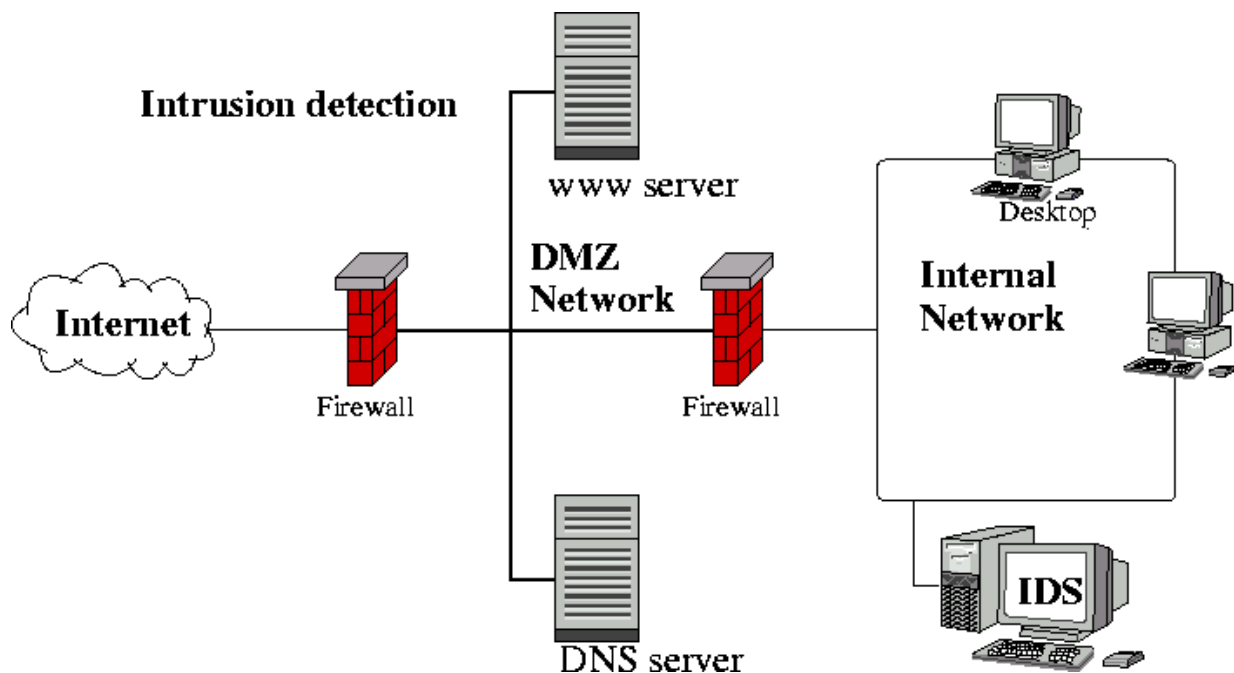 Intrusion detection
www server
Desktop
DMZ
Network
Internal
Network
Internet
Firewall
Firewall
IDS
DNS server